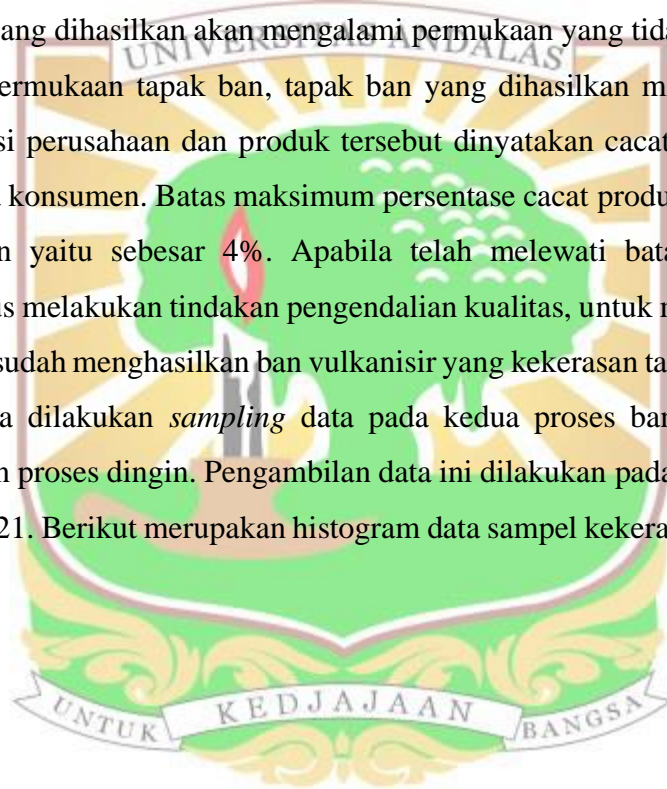 ang dihasilkan akan mengalami permukaan yang tida
UNIVERSITAS ANDALAS
ermukaan tapak ban, tapak ban yang dihasilkan m
si perusahaan dan produk tersebut dinyatakan cacat
konsumen. Batas maksimum persentase cacat produ
n yaitu sebesar 4%. Apabila telah melewati bata
us melakukan tindakan pengendalian kualitas, untuk
sudah menghasilkan ban vulkanisir yang kekerasan ta
a dilakukan sampling data pada kedua proses ban
n proses dingin. Pengambilan data ini dilakukan pada
21. Berikut merupakan histogram data sampel kekera
UNTUK KEDJAJAAN BANGSA